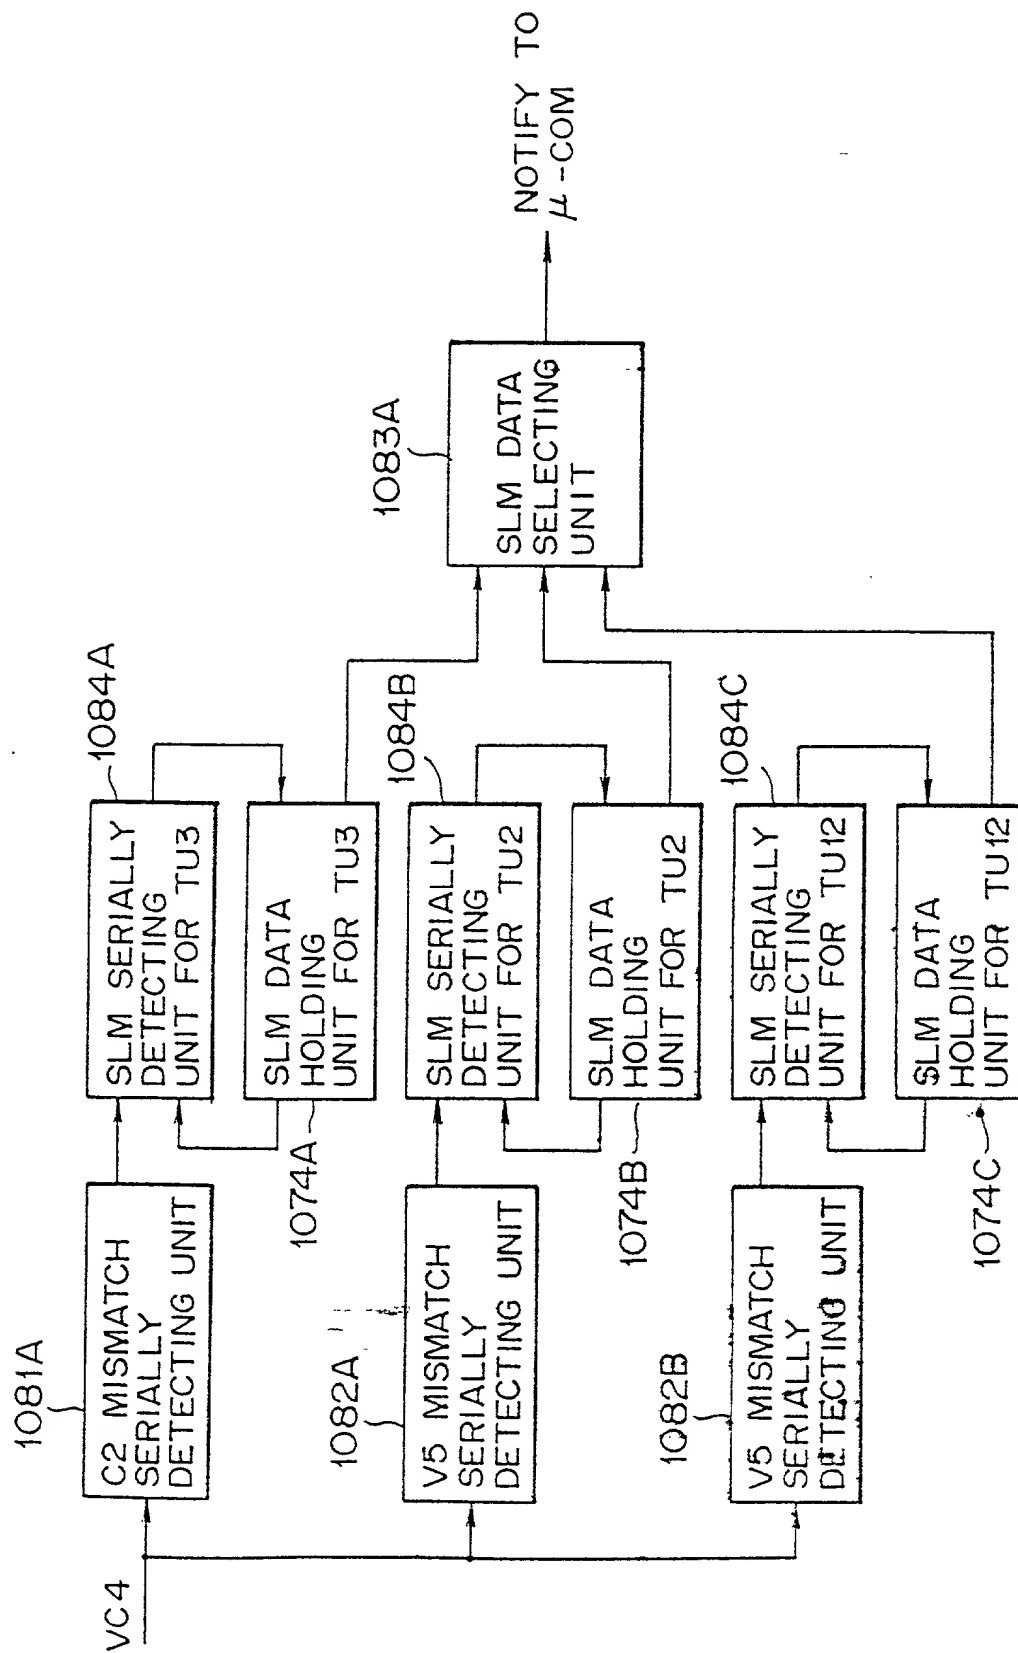 VC4
1081A
C2 MISMATCH
SERIALLY
DETECTING UNIT
1082A
V5 MISMATCH
SERIALLY
DETECTING UNIT
1082B
V5 MISMATCH
SERIALLY
DETECTING UNIT
1084A
SLM SERIALLY
DETECTING
UNIT FOR TU3
SLM DATA
HOLDING
UNIT FOR TU3
1074A
1084B
SLM SERIALLY
DETECTING
UNIT FOR TU2
SLM DATA
HOLDING
UNIT FOR TU2
1074B
1084C
SLM SERIALLY
DETECTING
UNIT FOR TU12
SLM DATA
HOLDING
UNIT FOR TU12
1074C
1083A
SLM DATA
SELECTING
UNIT
NOTIFY TO
μ-COM